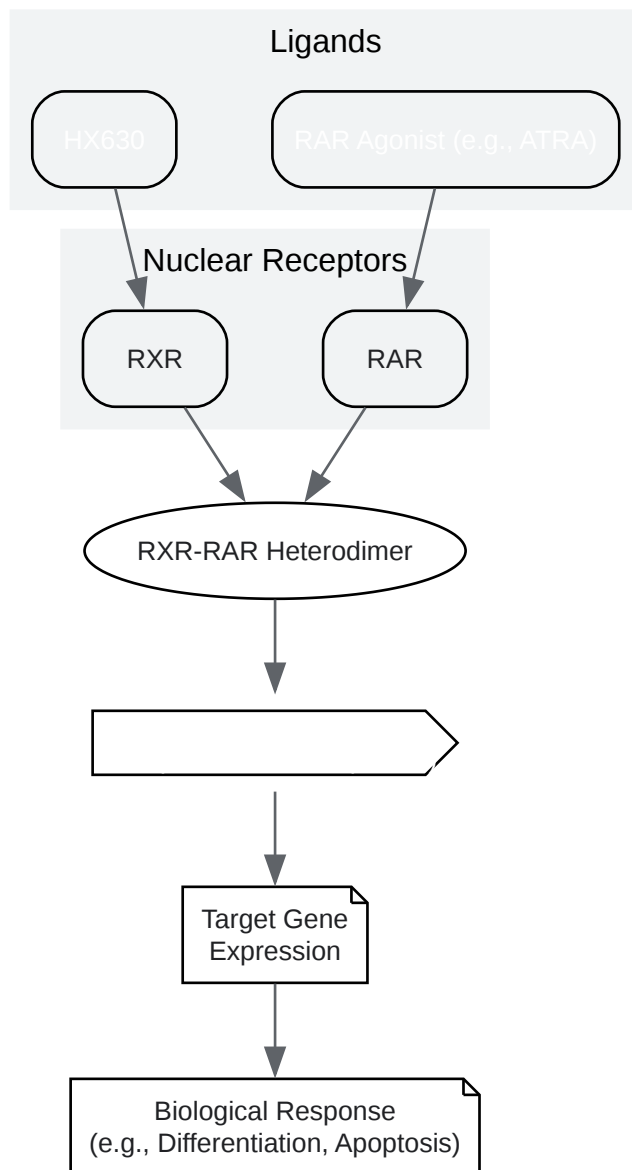 Ligands
HX630
RAR Agonist (e.g., ATRA)
Nuclear Receptors
RXR
RAR
RXR-RAR Heterodimer
Target Gene
Expression
Biological Response
(e.g., Differentiation, Apoptosis)